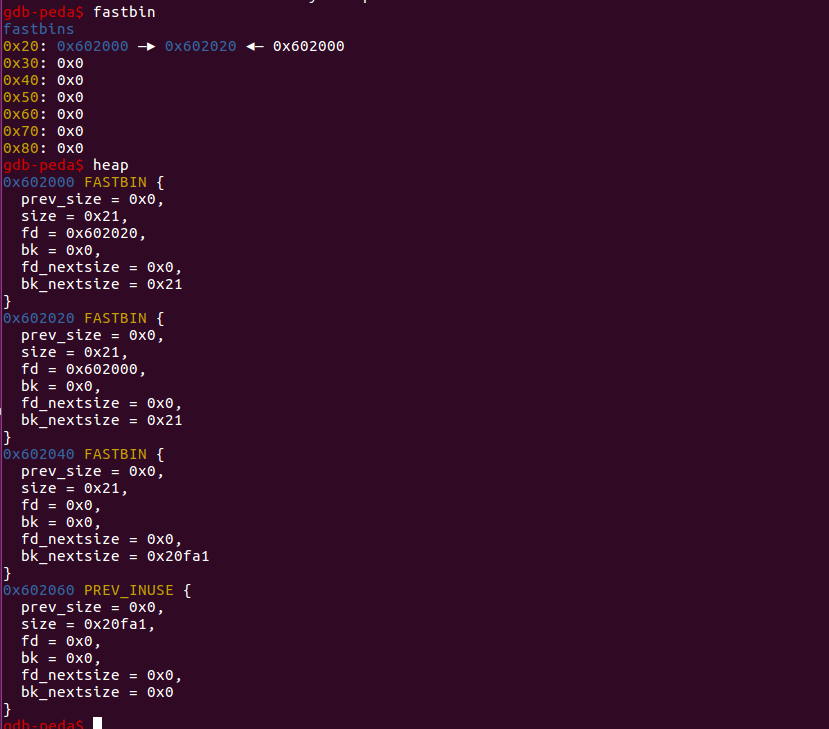 gdb-peda$ fastbin
fastbins
0x20: 0x602000 —▸ 0x602020 ◂— 0x602000
0x30: 0x0
0x40: 0x0
0x50: 0x0
0x60: 0x0
0x70: 0x0
0x80: 0x0
gdb-peda$ heap
0x602000 FASTBIN {
  prev_size = 0x0,
  size = 0x21,
  fd = 0x602020,
  bk = 0x0,
  fd_nextsize = 0x0,
  bk_nextsize = 0x21
}
0x602020 FASTBIN {
  prev_size = 0x0,
  size = 0x21,
  fd = 0x602000,
  bk = 0x0,
  fd_nextsize = 0x0,
  bk_nextsize = 0x21
}
0x602040 FASTBIN {
  prev_size = 0x0,
  size = 0x21,
  fd = 0x0,
  bk = 0x0,
  fd_nextsize = 0x0,
  bk_nextsize = 0x20fa1
}
0x602060 PREV_INUSE {
  prev_size = 0x0,
  size = 0x20fa1,
  fd = 0x0,
  bk = 0x0,
  fd_nextsize = 0x0,
  bk_nextsize = 0x0
}
gdb-peda$